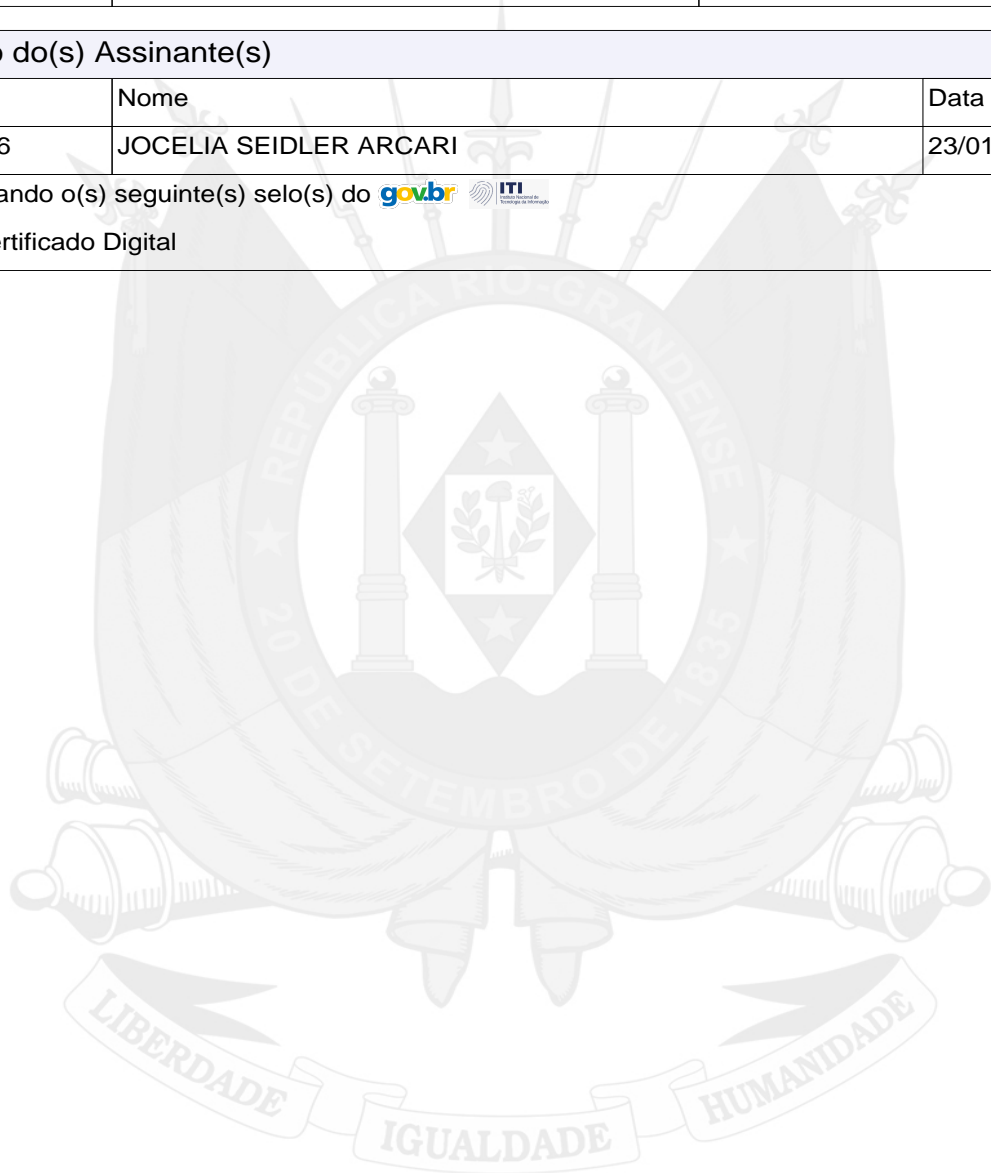 o do(s) Assinante(s)
Nome
Data
6
JOCELIA SEIDLER ARCARI
23/01
ando o(s) seguinte(s) selo(s) do gov.br ITI
ertificado Digital
REPÚBLICA RIO-GRANDENSE
20 DE SETEMBRO DE 1835
LIBERDADE
IGUALDADE
HUMANIDADE